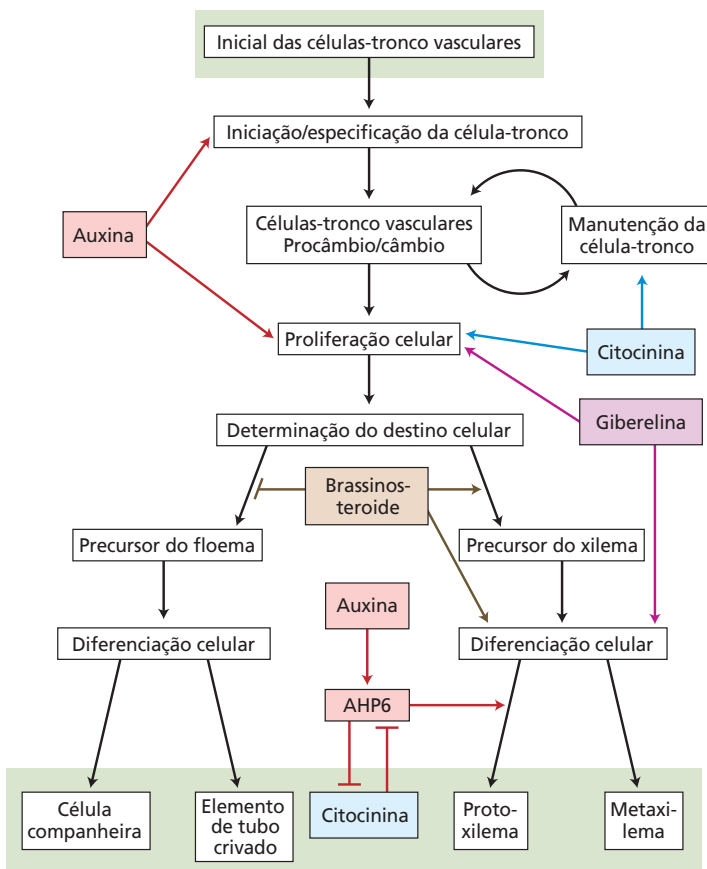 Inicial das células-tronco vasculares
Iniciação/especificação da célula-tronco
Auxina
Células-tronco vasculares
Procâmbio/câmbio
Manutenção da
célula-tronco
Proliferação celular
Citocinina
Giberelina
Determinação do destino celular
Brassinos-
teroide
Precursor do floema
Precursor do xilema
Auxina
Diferenciação celular
Diferenciação celular
AHP6
Célula
companheira
Elemento
de tubo
crivado
Citocinina
Proto-
xilema
Metaxi-
lema